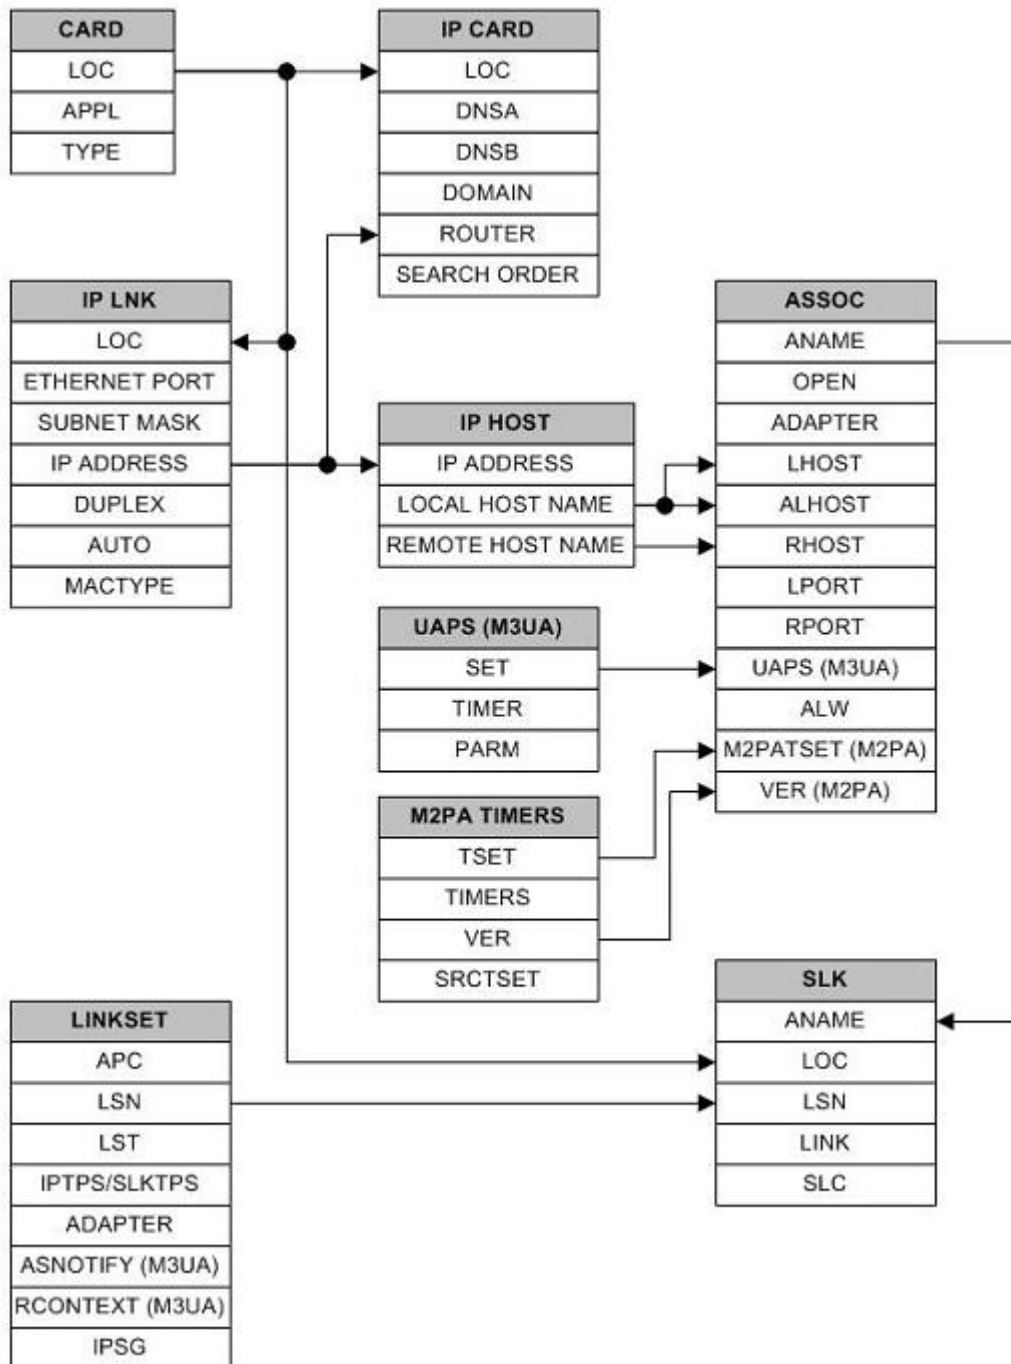 CARD
LOC
APPL
TYPE
IP CARD
LOC
DNSA
DNSB
DOMAIN
ROUTER
SEARCH ORDER
IP LNK
LOC
ETHERNET PORT
SUBNET MASK
IP ADDRESS
DUPLEX
AUTO
MACTYPE
IP HOST
IP ADDRESS
LOCAL HOST NAME
REMOTE HOST NAME
ASSOC
ANAME
OPEN
ADAPTER
LHOST
ALHOST
RHOST
LPORT
RPORT
UAPS (M3UA)
ALW
M2PATSET (M2PA)
VER (M2PA)
UAPS (M3UA)
SET
TIMER
PARM
M2PA TIMERS
TSET
TIMERS
VER
SRCTSET
LINKSET
APC
LSN
LST
IPTPS/SLKTPS
ADAPTER
ASNOTIFY (M3UA)
RCONTEXT (M3UA)
IPSG
SLK
ANAME
LOC
LSN
LINK
SLC